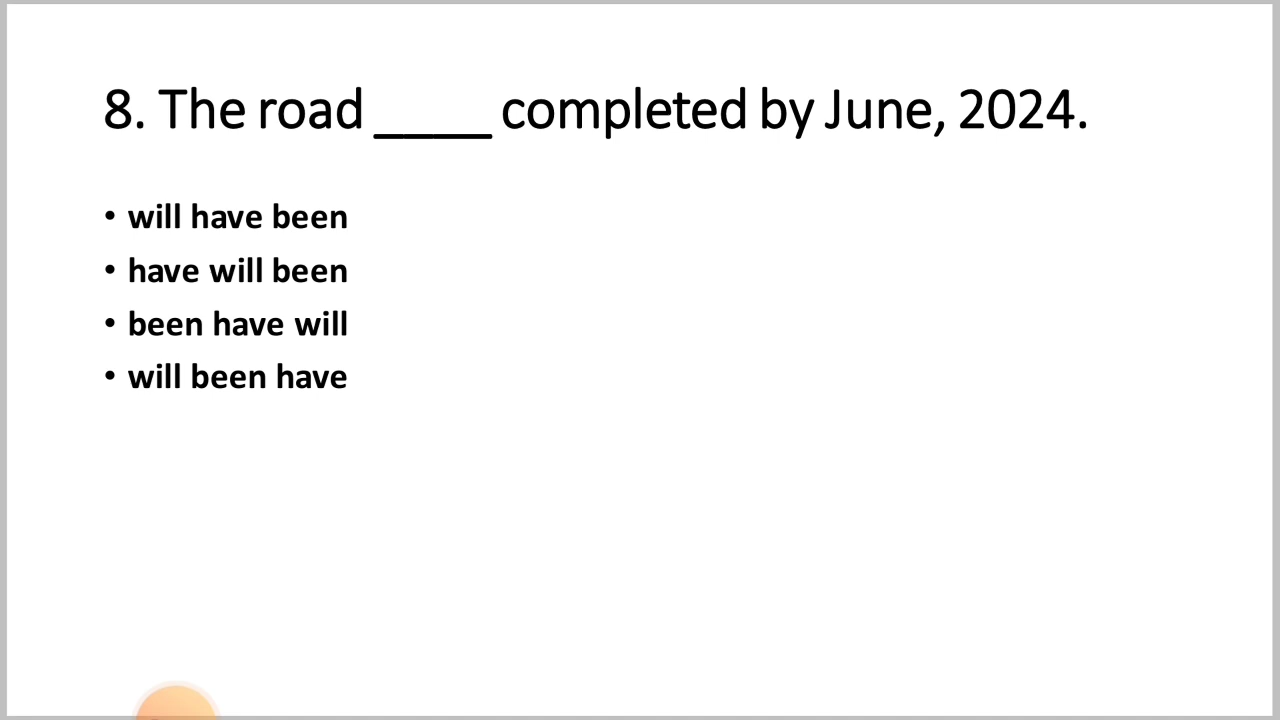 8. The road ____ completed by June, 2024.
• will have been
• have will been
• been have will
• will been have